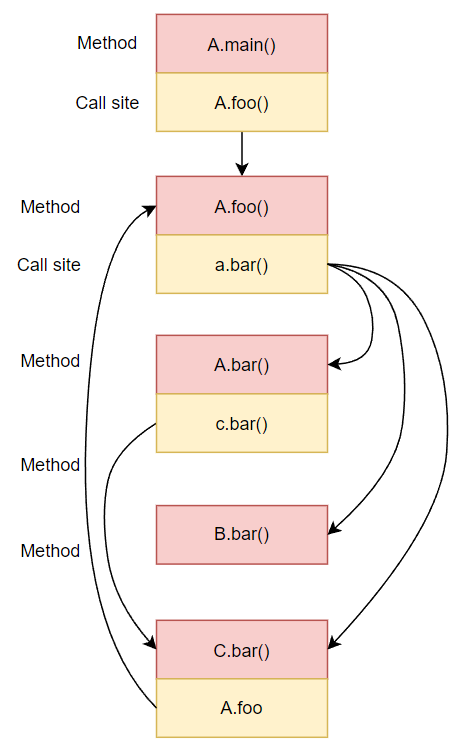 Method
A.main()
Call site
A.foo()
Method
A.foo()
Call site
a.bar()
Method
A.bar()
c.bar()
Method
B.bar()
Method
C.bar()
A.foo